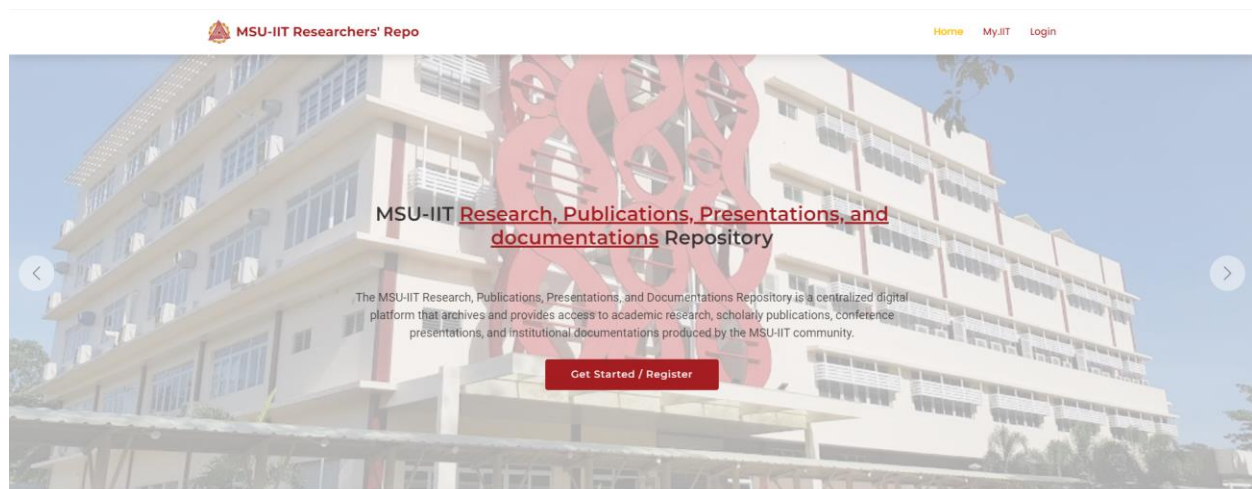 MSU-IIT Researchers' Repo
Home
My.IIT
Login
MSU-IIT Research, Publications, Presentations, and
documentations Repository
The MSU-IIT Research, Publications, Presentations, and Documentations Repository is a centralized digital
platform that archives and provides access to academic research, scholarly publications, conference
presentations, and institutional documentations produced by the MSU-IIT community.
Get Started / Register